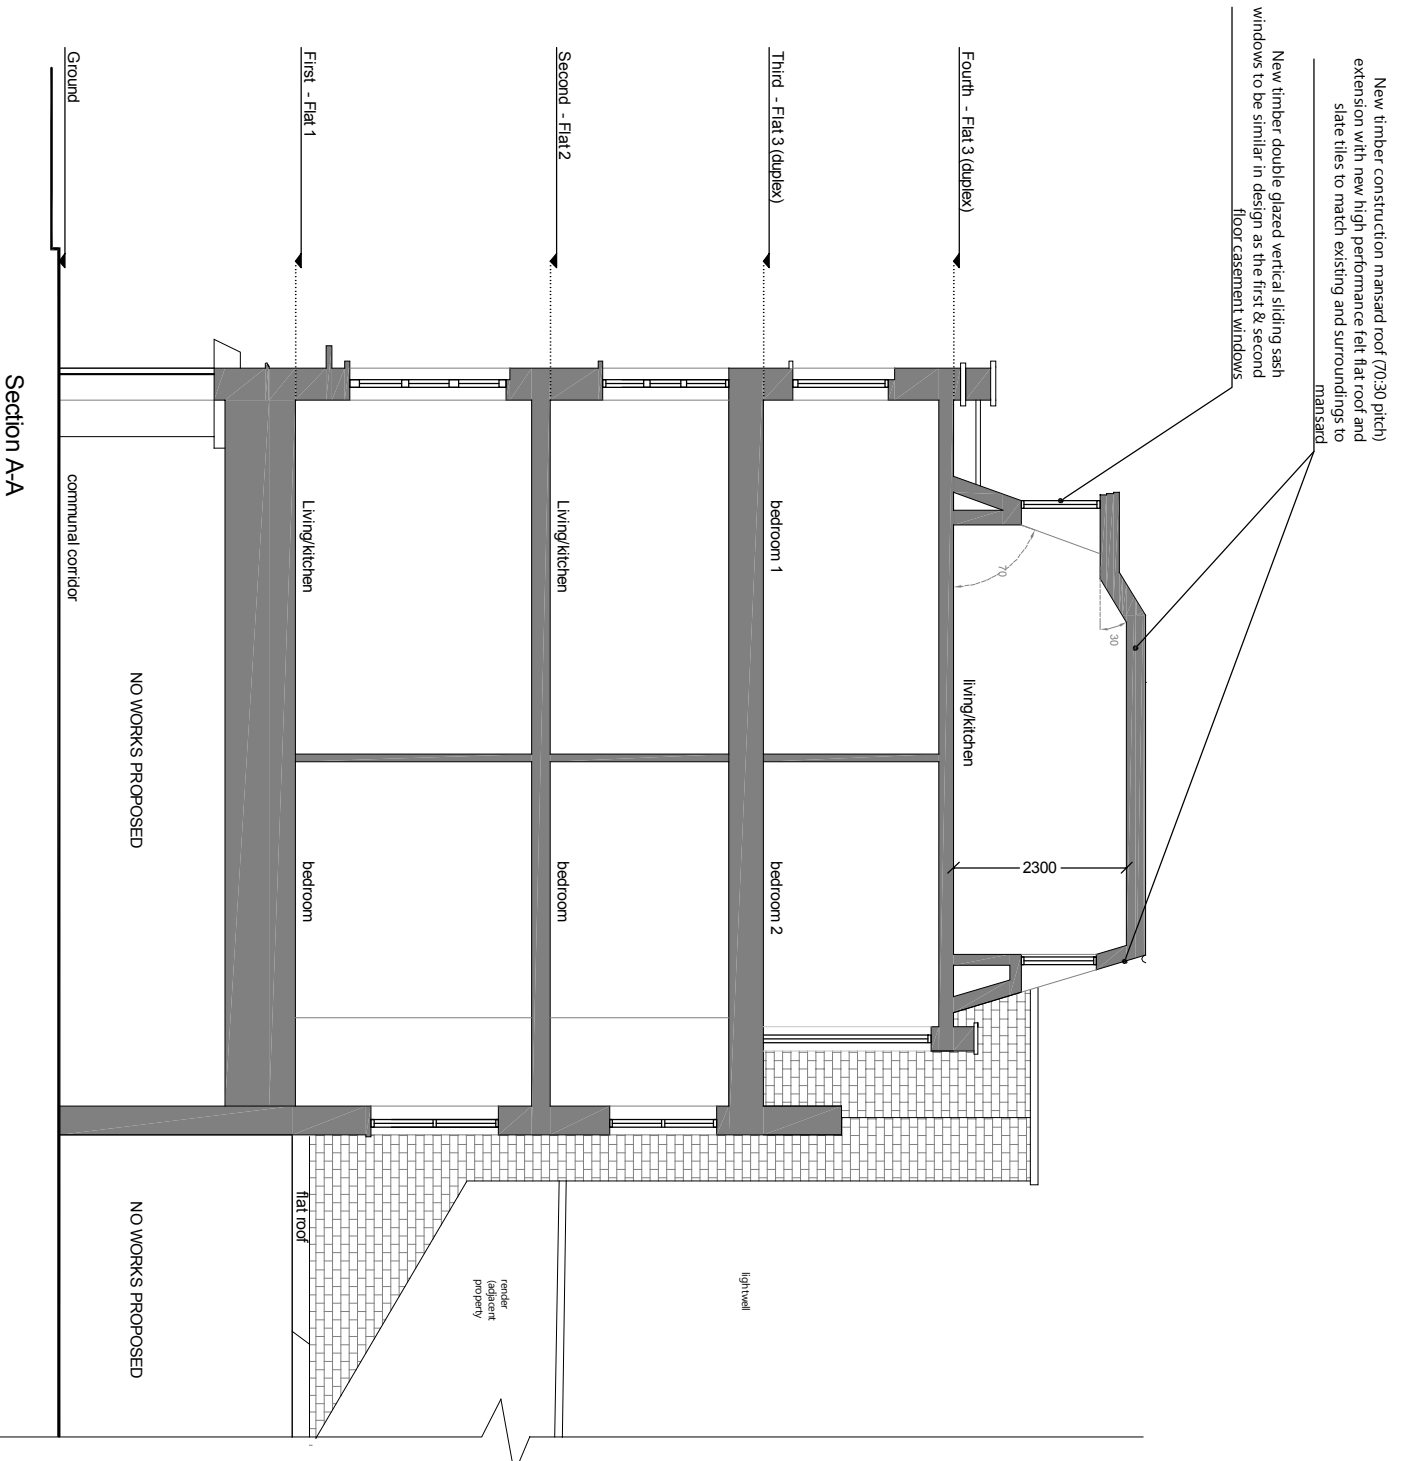 New timber construction mansard roof (70:30 pitch)
extension with new high performance felt flat roof and
slate tiles to match existing and surroundings to
mansard
New timber double glazed vertical sliding sash
windows to be similar in design as the first & second
floor casement windows
Fourth - Flat 3 (duplex)
Third - Flat 3 (duplex)
Second - Flat 2
First - Flat 1
Ground
70
30
living/kitchen
2300
bedroom 1
bedroom 2
Living/kitchen
bedroom
Living/kitchen
bedroom
lightwell
render
(adjacent
property
flat roof
NO WORKS PROPOSED
NO WORKS PROPOSED
communal corridor
Section A-A